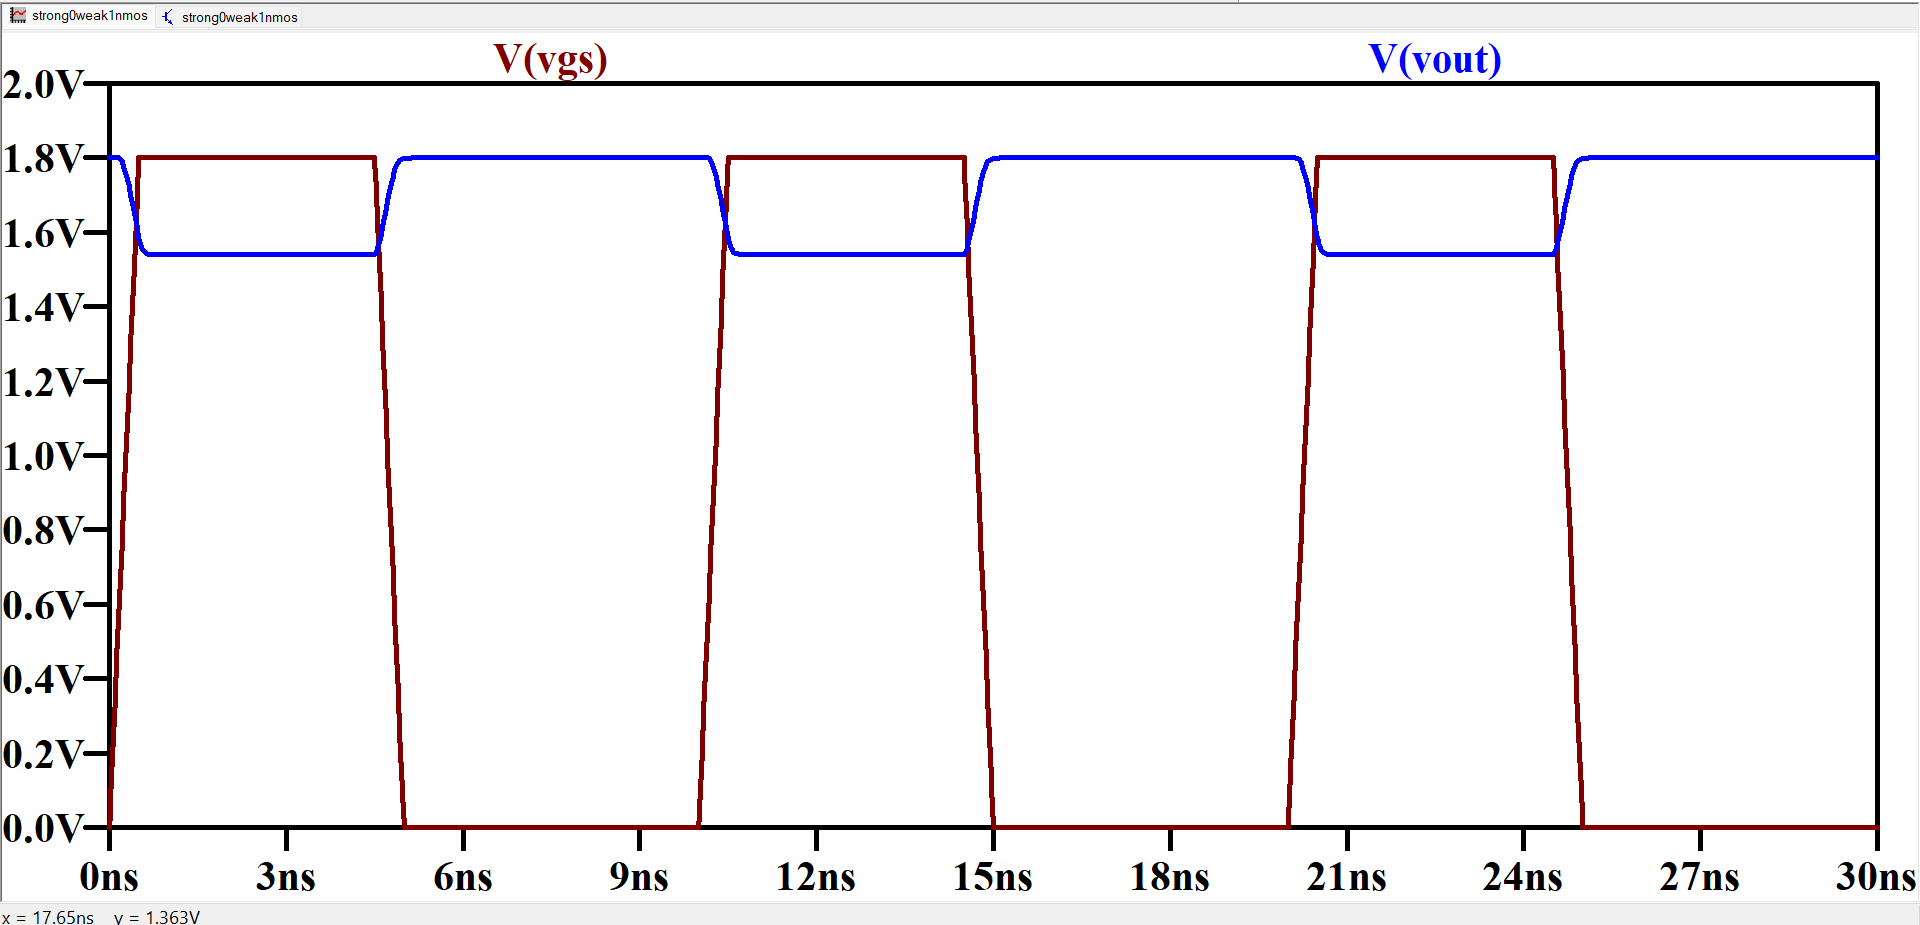 strong0weak1nmos strong0weak1nmos
V(vgs) V(vout)
2.0V
1.8V
1.6V
1.4V
1.2V
1.0V
0.8V
0.6V
0.4V
0.2V
0.0V
0ns 3ns 6ns 9ns 12ns 15ns 18ns 21ns 24ns 27ns 30ns
x = 17.65ns y = 1.363V